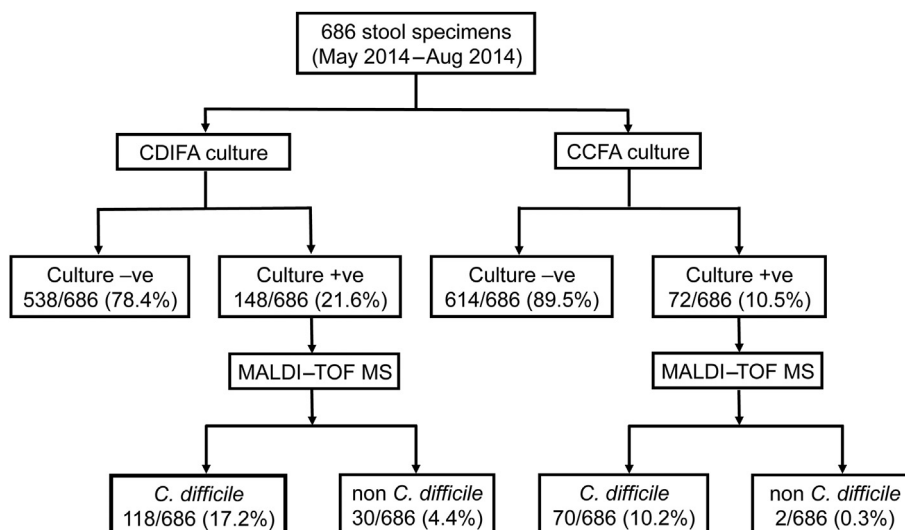 686 stool specimens
(May 2014–Aug 2014)
CDIFA culture
CCFA culture
Culture –ve
538/686 (78.4%)
Culture +ve
148/686 (21.6%)
Culture –ve
614/686 (89.5%)
Culture +ve
72/686 (10.5%)
MALDI–TOF MS
MALDI–TOF MS
C. difficile
118/686 (17.2%)
non C. difficile
30/686 (4.4%)
C. difficile
70/686 (10.2%)
non C. difficile
2/686 (0.3%)